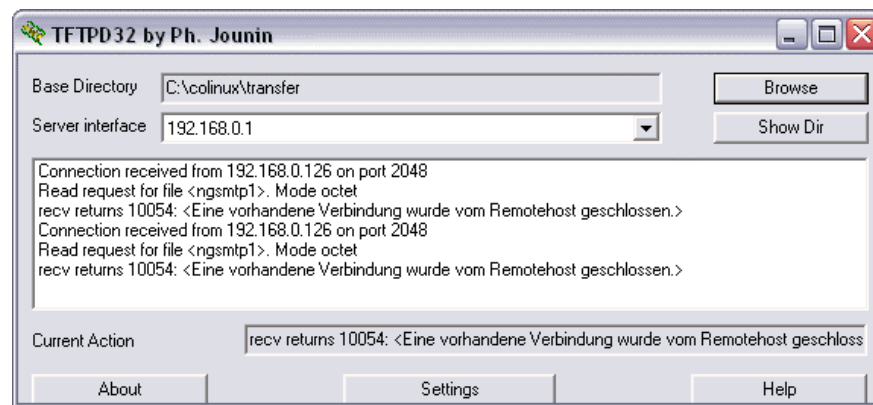 TFTPD32 by Ph. Jounin
Base Directory C:\colinux\transfer Browse
Server interface 192.168.0.1 Show Dir
Connection received from 192.168.0.126 on port 2048
Read request for file <ngsmtp1>. Mode octet
recv returns 10054: <Eine vorhandene Verbindung wurde vom Remotehost geschlossen.>
Connection received from 192.168.0.126 on port 2048
Read request for file <ngsmtp1>. Mode octet
recv returns 10054: <Eine vorhandene Verbindung wurde vom Remotehost geschlossen.>
Current Action recv returns 10054: <Eine vorhandene Verbindung wurde vom Remotehost geschloss
About Settings Help